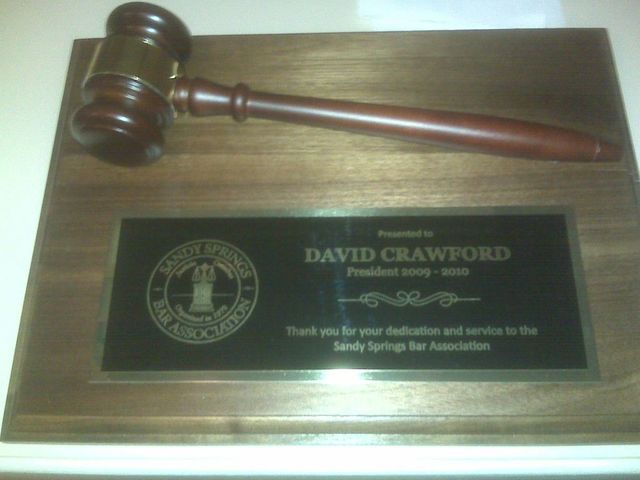 Presented to
DAVID CRAWFORD
President 2009 - 2010
Thank you for your dedication and service to the
Sandy Springs Bar Association
SANDY SPRINGS
BAR ASSOCIATION